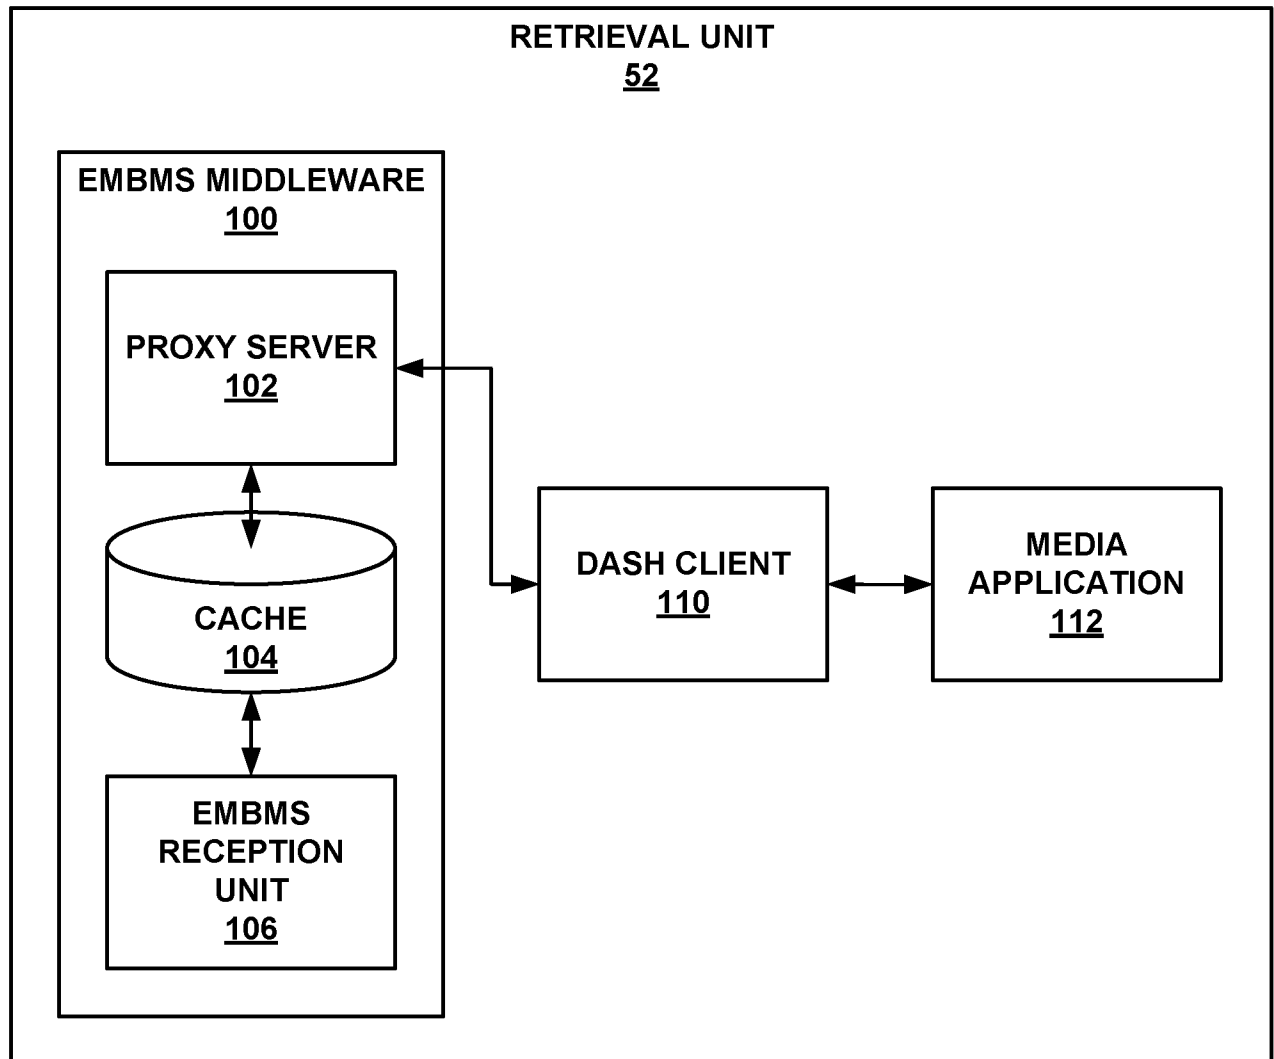 RETRIEVAL UNIT
52
EMBMS MIDDLEWARE
100
PROXY SERVER
102
CACHE
104
EMBMS
RECEPTION
UNIT
106
DASH CLIENT
110
MEDIA
APPLICATION
112